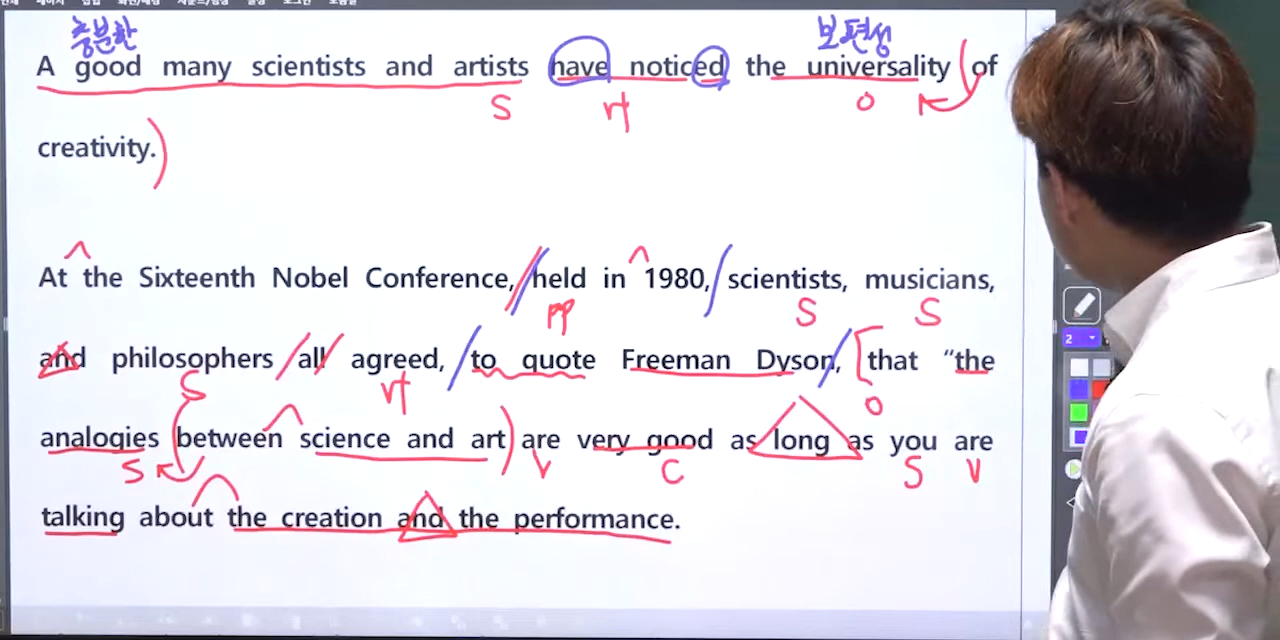 충분한 보편성
A good many scientists and artists have noticed the universality of
S vt O
creativity.)
At the Sixteenth Nobel Conference, held in 1980, scientists, musicians,
pp S S
and philosophers all agreed, to quote Freeman Dyson, that “the
S vt O
analogies between science and art are very good as long as you are
S V C S V
talking about the creation and the performance.
2